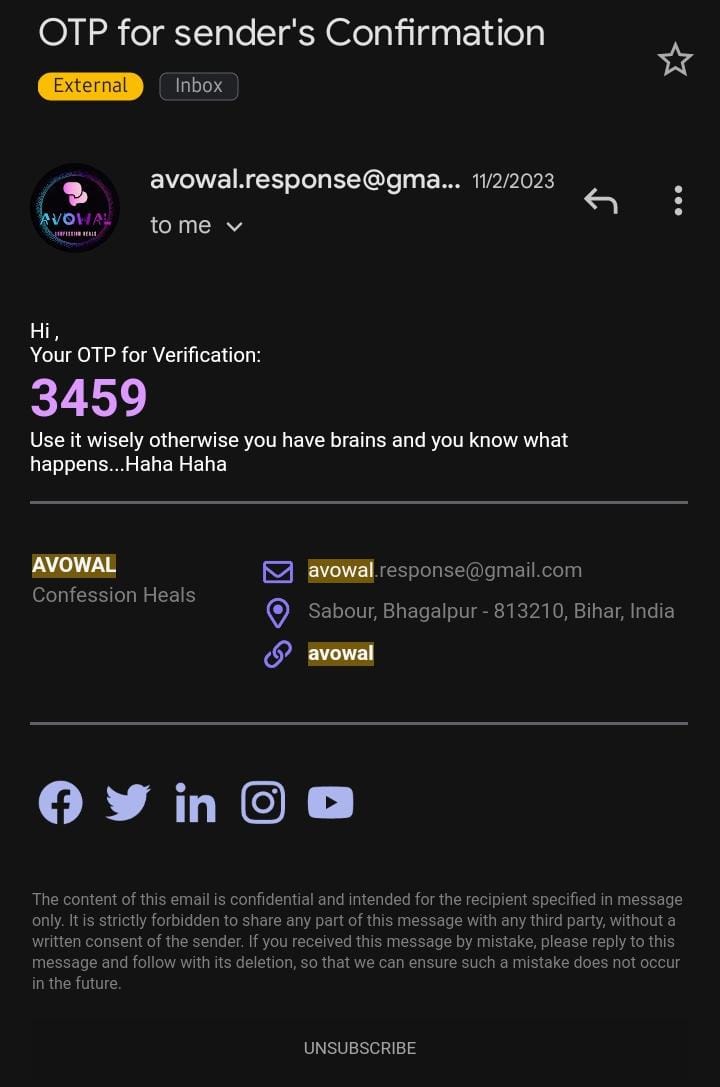 OTP for sender's Confirmation
External Inbox
AVOWAL
CONFESSION HEALS
avowal.response@gma... 11/2/2023
to me
Hi ,
Your OTP for Verification:
3459
Use it wisely otherwise you have brains and you know what
happens...Haha Haha
AVOWAL
Confession Heals
avowal.response@gmail.com
Sabour, Bhagalpur - 813210, Bihar, India
avowal
The content of this email is confidential and intended for the recipient specified in message
only. It is strictly forbidden to share any part of this message with any third party, without a
written consent of the sender. If you received this message by mistake, please reply to this
message and follow with its deletion, so that we can ensure such a mistake does not occur
in the future.
UNSUBSCRIBE